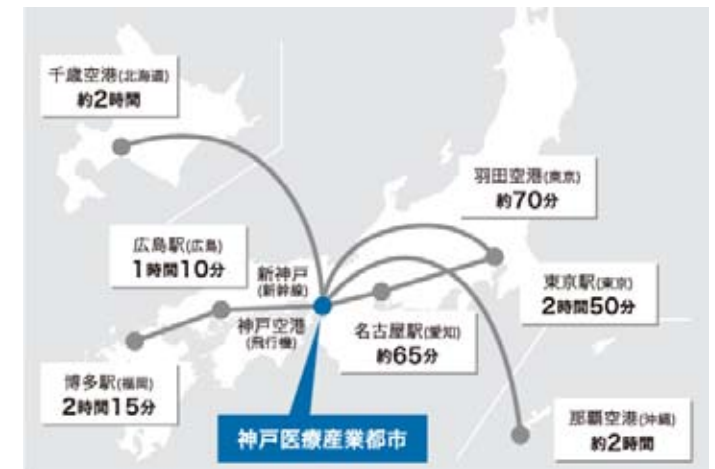 千歳空港(北海道)
約2時間
羽田空港(東京)
約70分
広島駅(広島)
1時間10分
新神戸
(新幹線)
東京駅(東京)
2時間50分
神戸空港
(飛行機)
名古屋駅(愛知)
約65分
博多駅(福岡)
2時間15分
神戸医療産業都市
那覇空港(沖縄)
約2時間